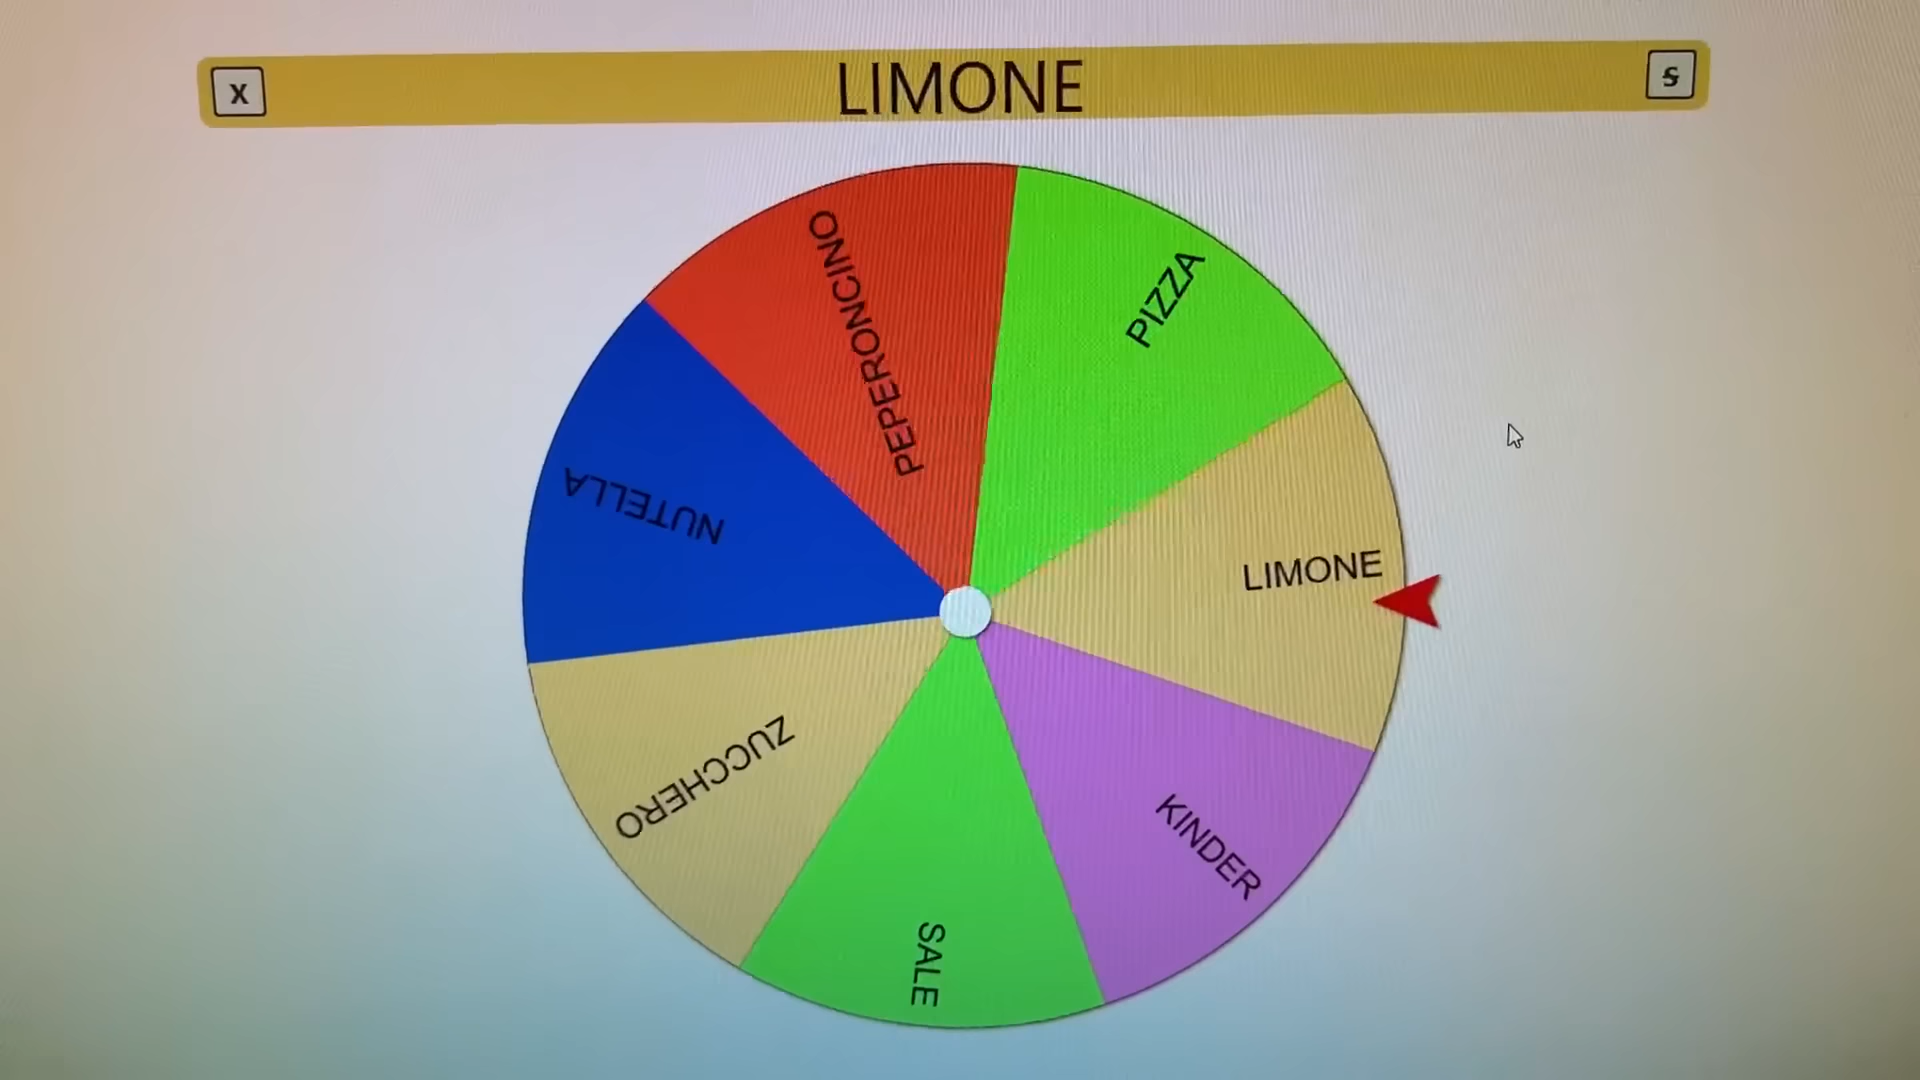 X
LIMONE
S
PEPERONCINO
PIZZA
NUTELLA
LIMONE
ZUCCHERO
KINDER
SALE